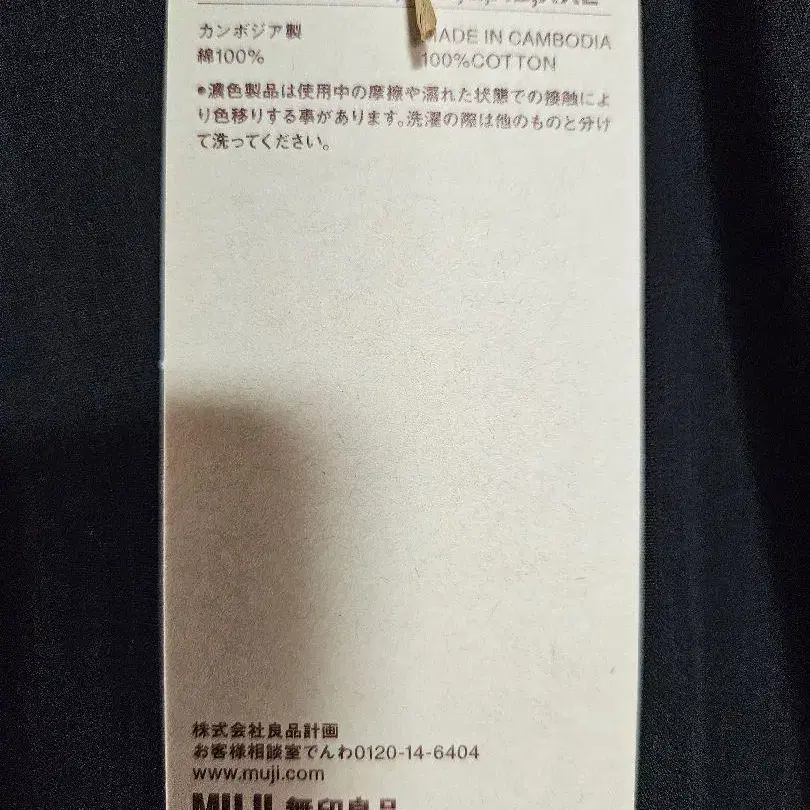 カンボジア製
MADE IN CAMBODIA
綿100%
100%COTTON
●濃色製品は使用中の摩擦や濡れた状態での接触によ
り色移りする事があります。洗濯の際は他のものと分け
て洗ってください。
株式会社良品計画
お客様相談室でんわ0120-14-6404
www.muji.com
MUJI 無印良品